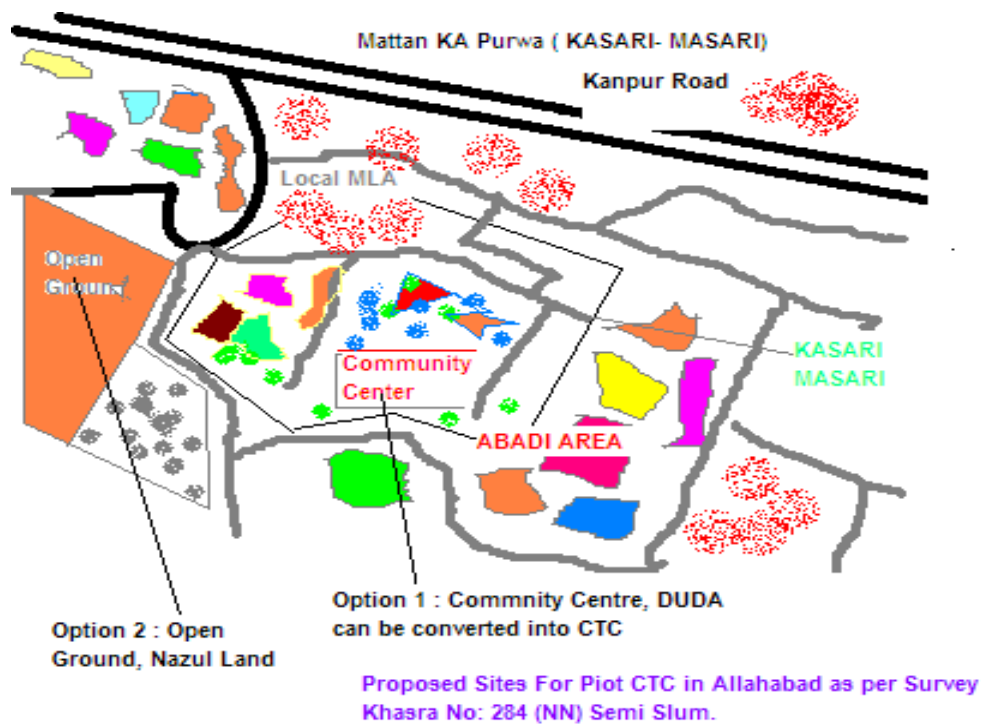 Mattan KA Purwa ( KASARI- MASARI)
Kanpur Road
Local MLA
Open
Ground
KASARI
MASARI
Community
Center
ABADI AREA
Option 1 : Commnity Centre, DUDA
can be converted into CTC
Option 2 : Open
Ground, Nazul Land
Proposed Sites For Piot CTC in Allahabad as per Survey
Khasra No: 284 (NN) Semi Slum.